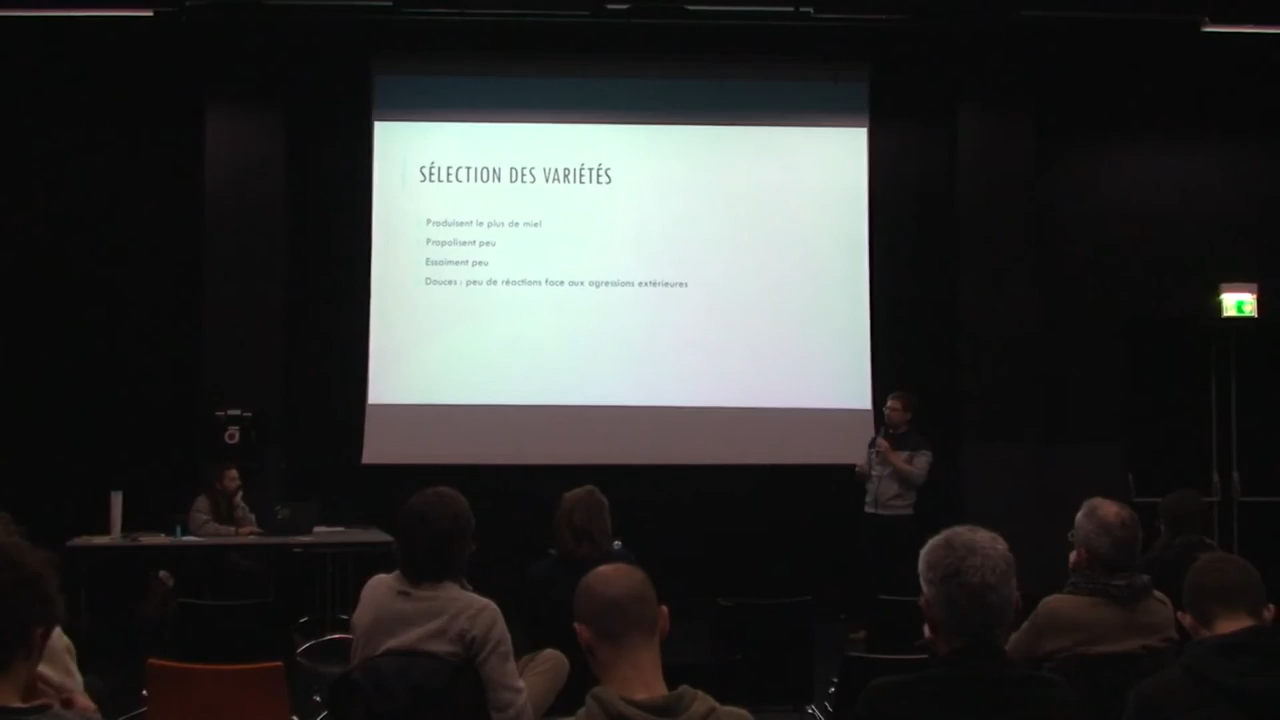 SÉLECTION DES VARIÉTÉS
Produisent le plus de miel
Propolisent peu
Essaiment peu
Douces : peu de réactions face aux agressions extérieures